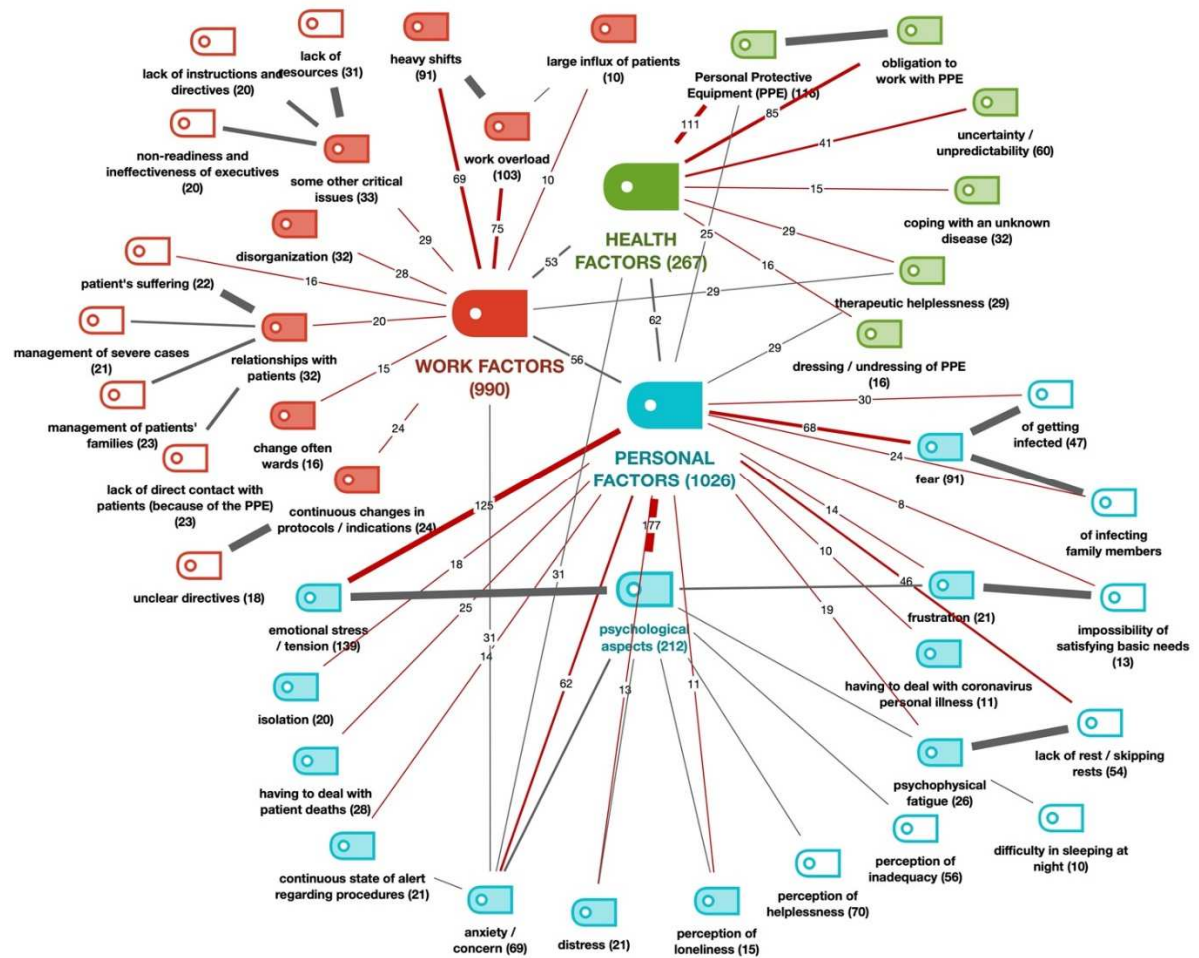 lack of instructions and
directives (20)
lack of
resources (31)
heavy shifts
(91)
large influx of patients
(10)
Personal Protective
Equipment (PPE) (116)
obligation to
work with PPE
non-readiness and
ineffectiveness of executives
(20)
some other critical
issues (33)
work overload
(103)
uncertainty /
unpredictability (60)
coping with an unknown
disease (32)
disorganization (32)
HEALTH
FACTORS (267)
therapeutic helplessness (29)
patient's suffering (22)
management of severe cases
(21)
relationships with
patients (32)
WORK FACTORS
(990)
dressing / undressing of PPE
(16)
management of patients'
families (23)
change often
wards (16)
lack of direct contact with
patients (because of the PPE)
(23)
continuous changes in
protocols / indications (24)
PERSONAL
FACTORS (1026)
of getting
infected (47)
fear (91)
of infecting
family members
unclear directives (18)
emotional stress
/ tension (139)
psychological
aspects (212)
frustration (21)
impossibility of
satisfying basic needs
(13)
isolation (20)
having to deal with coronavirus
personal illness (11)
having to deal with
patient deaths (28)
psychophysical
fatigue (26)
lack of rest / skipping
rests (54)
continuous state of alert
regarding procedures (21)
anxiety /
concern (69)
distress (21)
perception of
loneliness (15)
perception of
helplessness (70)
perception of
inadequacy (56)
difficulty in sleeping at
night (10)
111
85
41
15
29
16
25
69
75
10
53
29
28
16
20
15
24
56
62
29
29
30
68
24
8
14
10
46
19
125
18
25
14
31
31
62
177
13
11